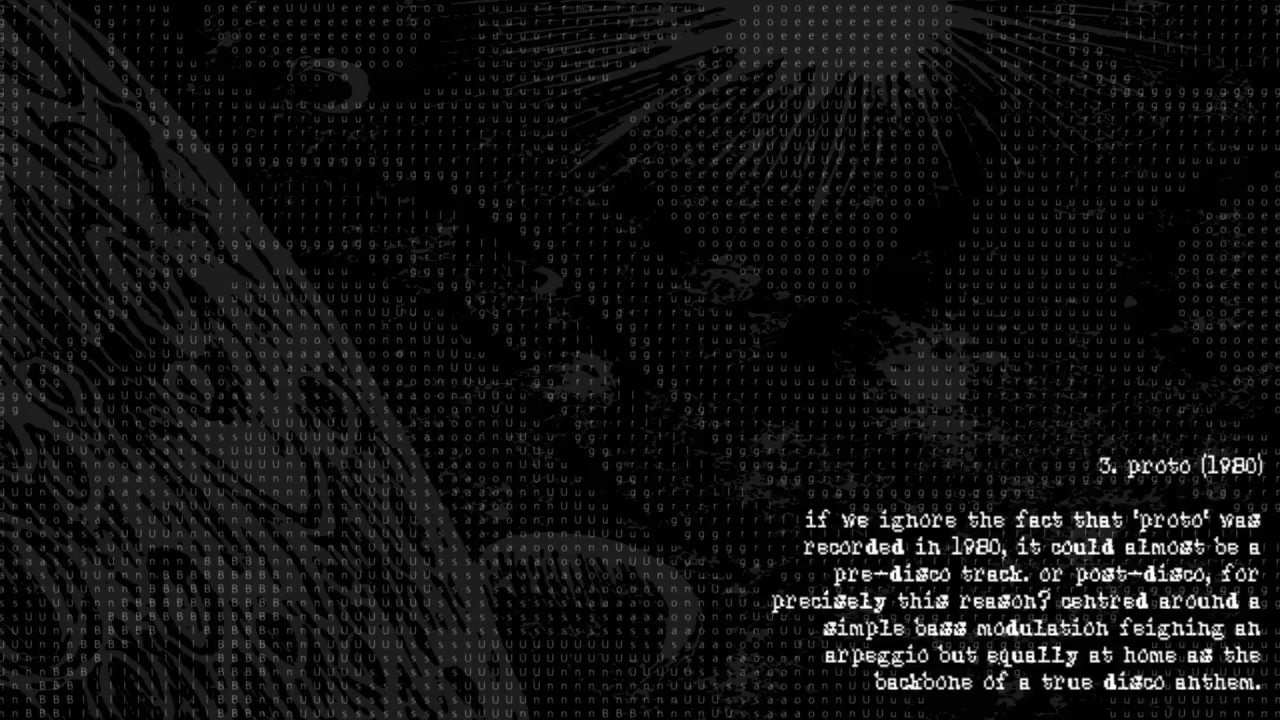 3. proto (1980)
if we ignore the fact that 'proto' was
recorded in 1980, it could almost be a
pre-disco track. or post-disco, for
precisely this reason? centred around a
simple bass modulation feigning an
arpeggio but equally at home as the
backbone of a true disco anthem.